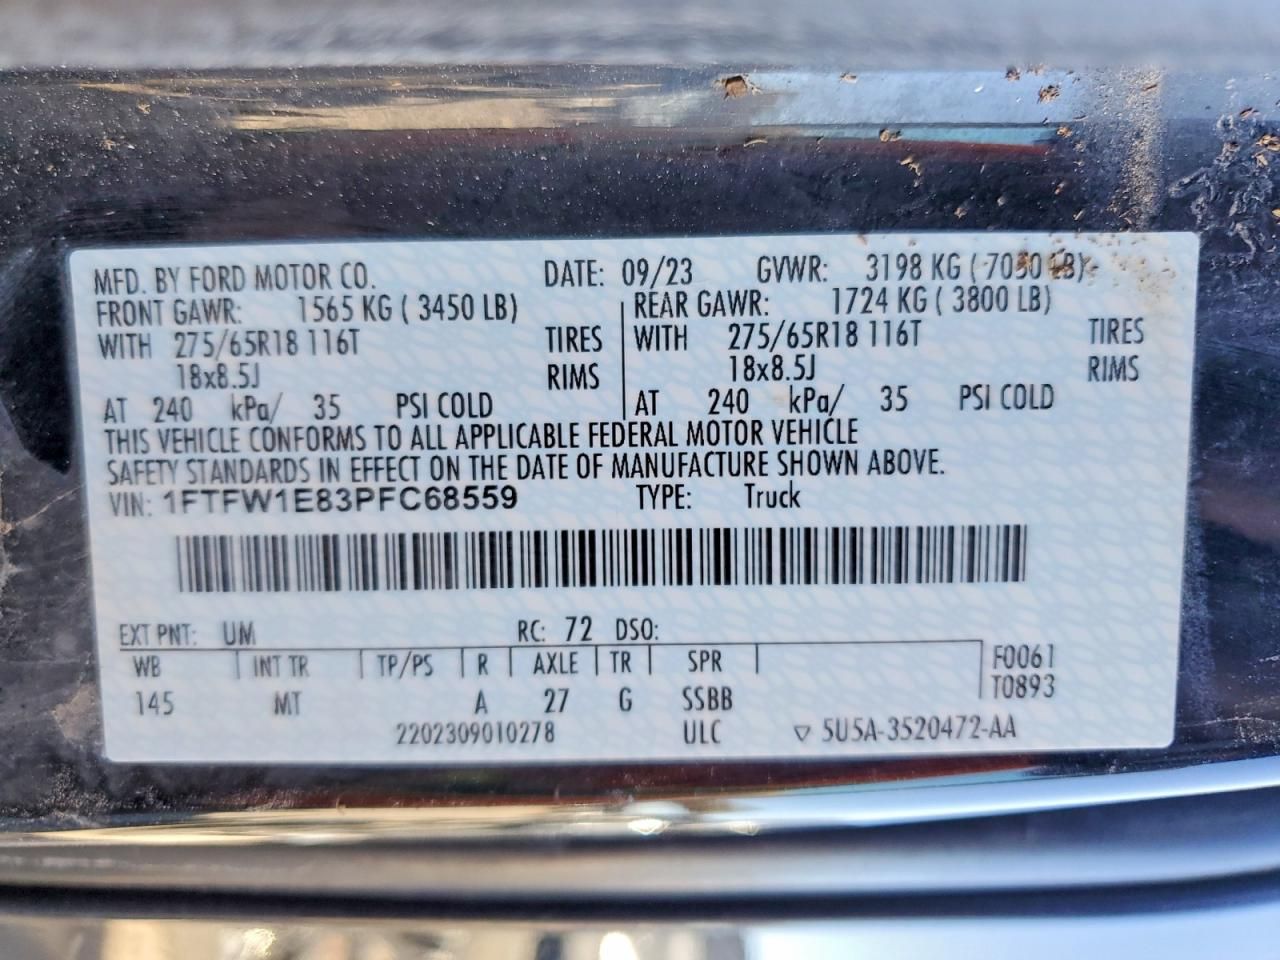 MFD. BY FORD MOTOR CO. DATE: 09/23 GVWR: 3198 KG ( 7050 LB)
FRONT GAWR: 1565 KG ( 3450 LB) REAR GAWR: 1724 KG ( 3800 LB)
WITH 275/65R18 116T TIRES WITH 275/65R18 116T TIRES
18x8.5J RIMS 18x8.5J RIMS
AT 240 kPa/ 35 PSI COLD AT 240 kPa/ 35 PSI COLD
THIS VEHICLE CONFORMS TO ALL APPLICABLE FEDERAL MOTOR VEHICLE
SAFETY STANDARDS IN EFFECT ON THE DATE OF MANUFACTURE SHOWN ABOVE.
VIN: 1FTFW1E83PFC68559 TYPE: Truck
EXT PNT: UM RC: 72 DSO:
WB INT TR TP/PS R AXLE TR SPR F0061
145 MT A 27 G SSBB T0893
2202309010278 ULC ▽ 5U5A-3520472-AA